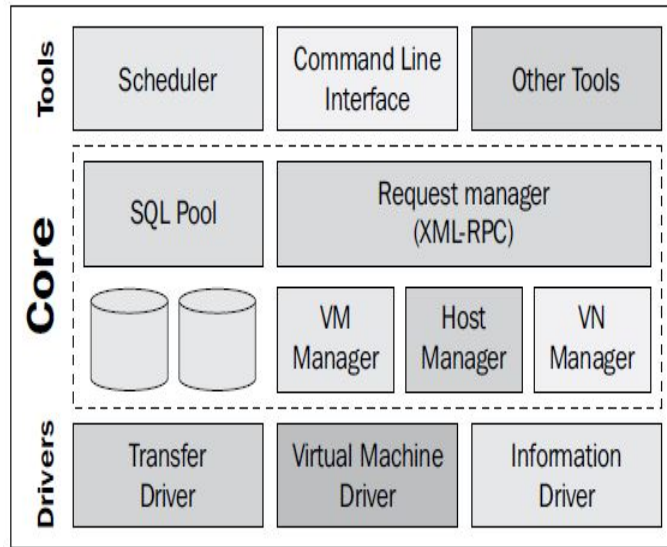 Tools
Scheduler
Command Line
Interface
Other Tools
Core
SQL Pool
Request manager
(XML-RPC)
VM
Manager
Host
Manager
VN
Manager
Drivers
Transfer
Driver
Virtual Machine
Driver
Information
Driver